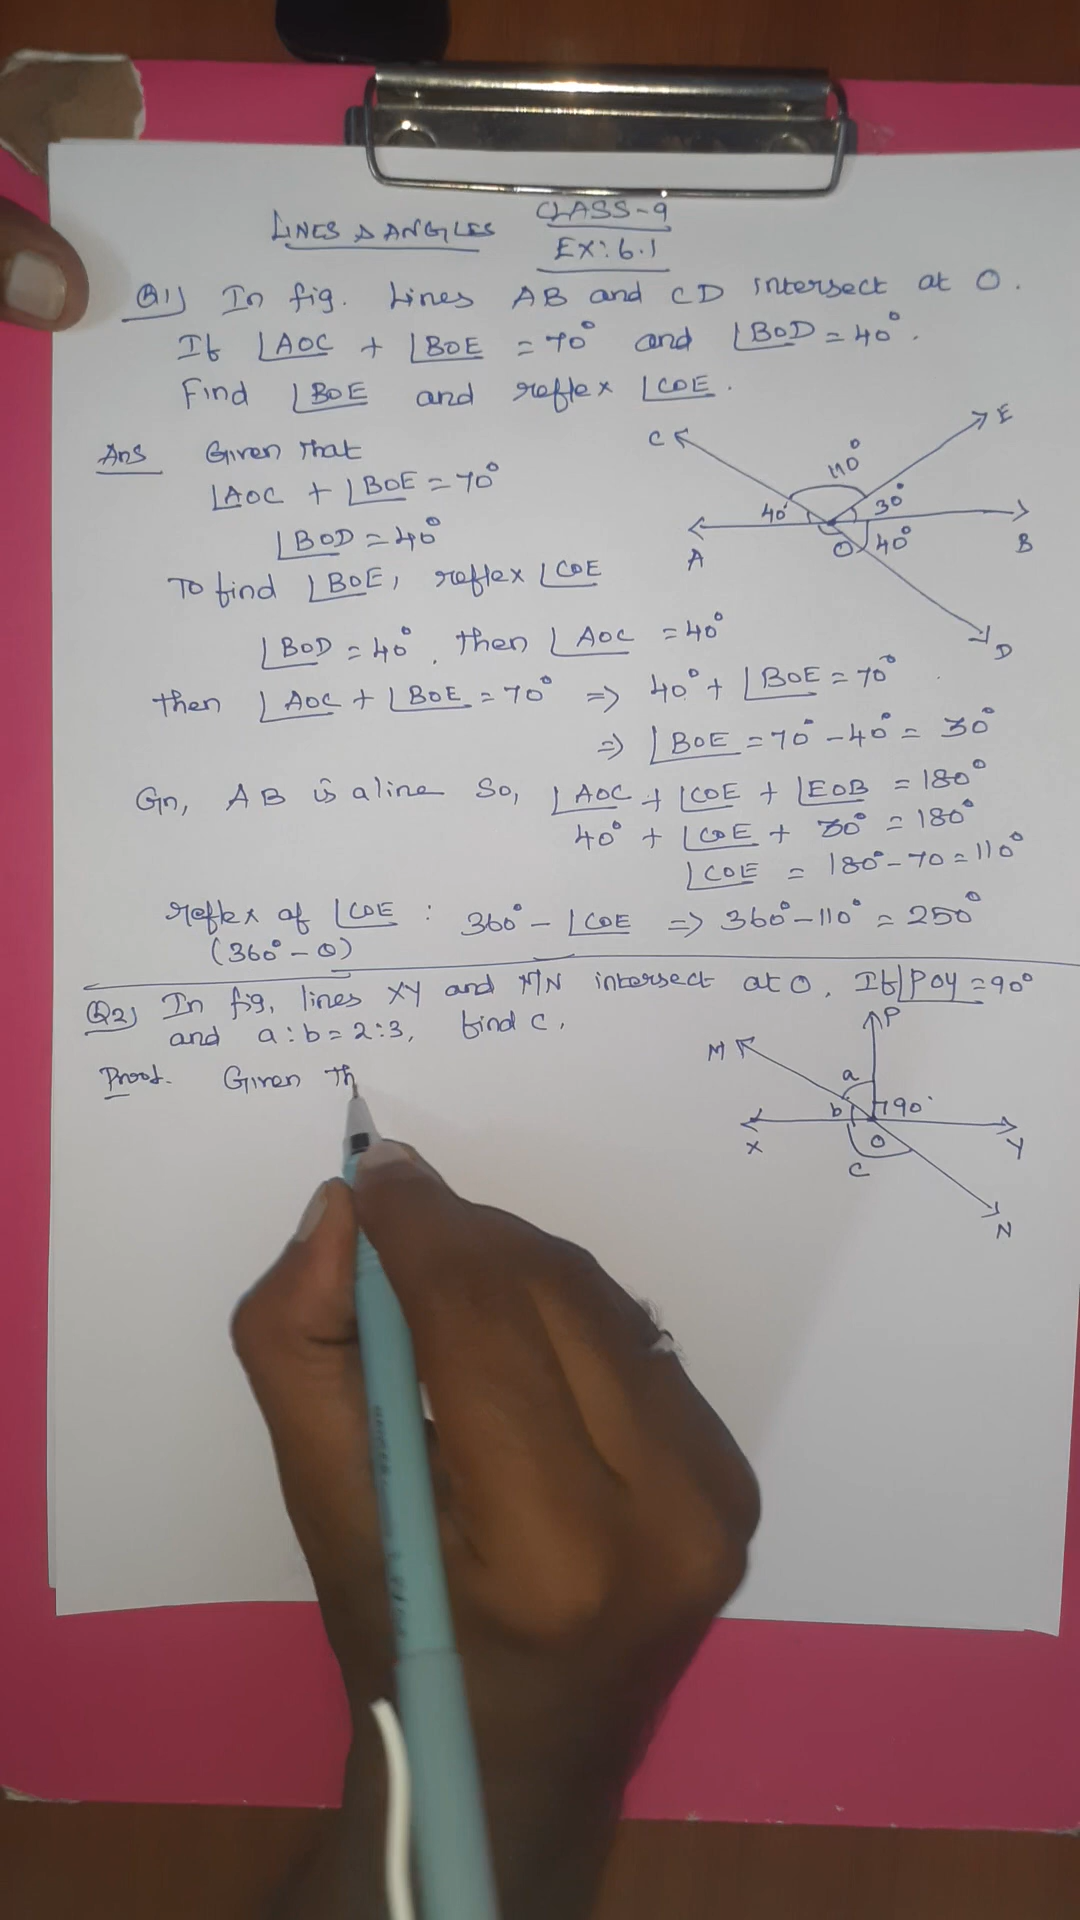 LINES & ANGLES CLASS-9
EX: 6.1
Q1) In fig. Lines AB and CD intersect at O.
If ∠AOC + ∠BOE = 70° and ∠BOD = 40°.
Find ∠BOE and reflex ∠COE.
Ans Given that
∠AOC + ∠BOE = 70°
∠BOD = 40°
To find ∠BOE, reflex ∠COE
∠BOD = 40°, then ∠AOC = 40°
then ∠AOC + ∠BOE = 70° ⇒ 40° + ∠BOE = 70°
⇒ ∠BOE = 70° - 40° = 30°
Gn, AB is a line So, ∠AOC + ∠COE + ∠EOB = 180°
40° + ∠COE + 30° = 180°
∠COE = 180° - 70 = 110°
reflex of ∠COE : 360° - ∠COE ⇒ 360° - 110° = 250°
(360° - θ)
C E
110°
40° 30°
A O 40° B
D
Q2) In fig, lines XY and MN intersect at O. If ∠POY = 90°
and a:b = 2:3, find c.
Proof. Given Th
P
M a
b 90°
X O Y
C
N